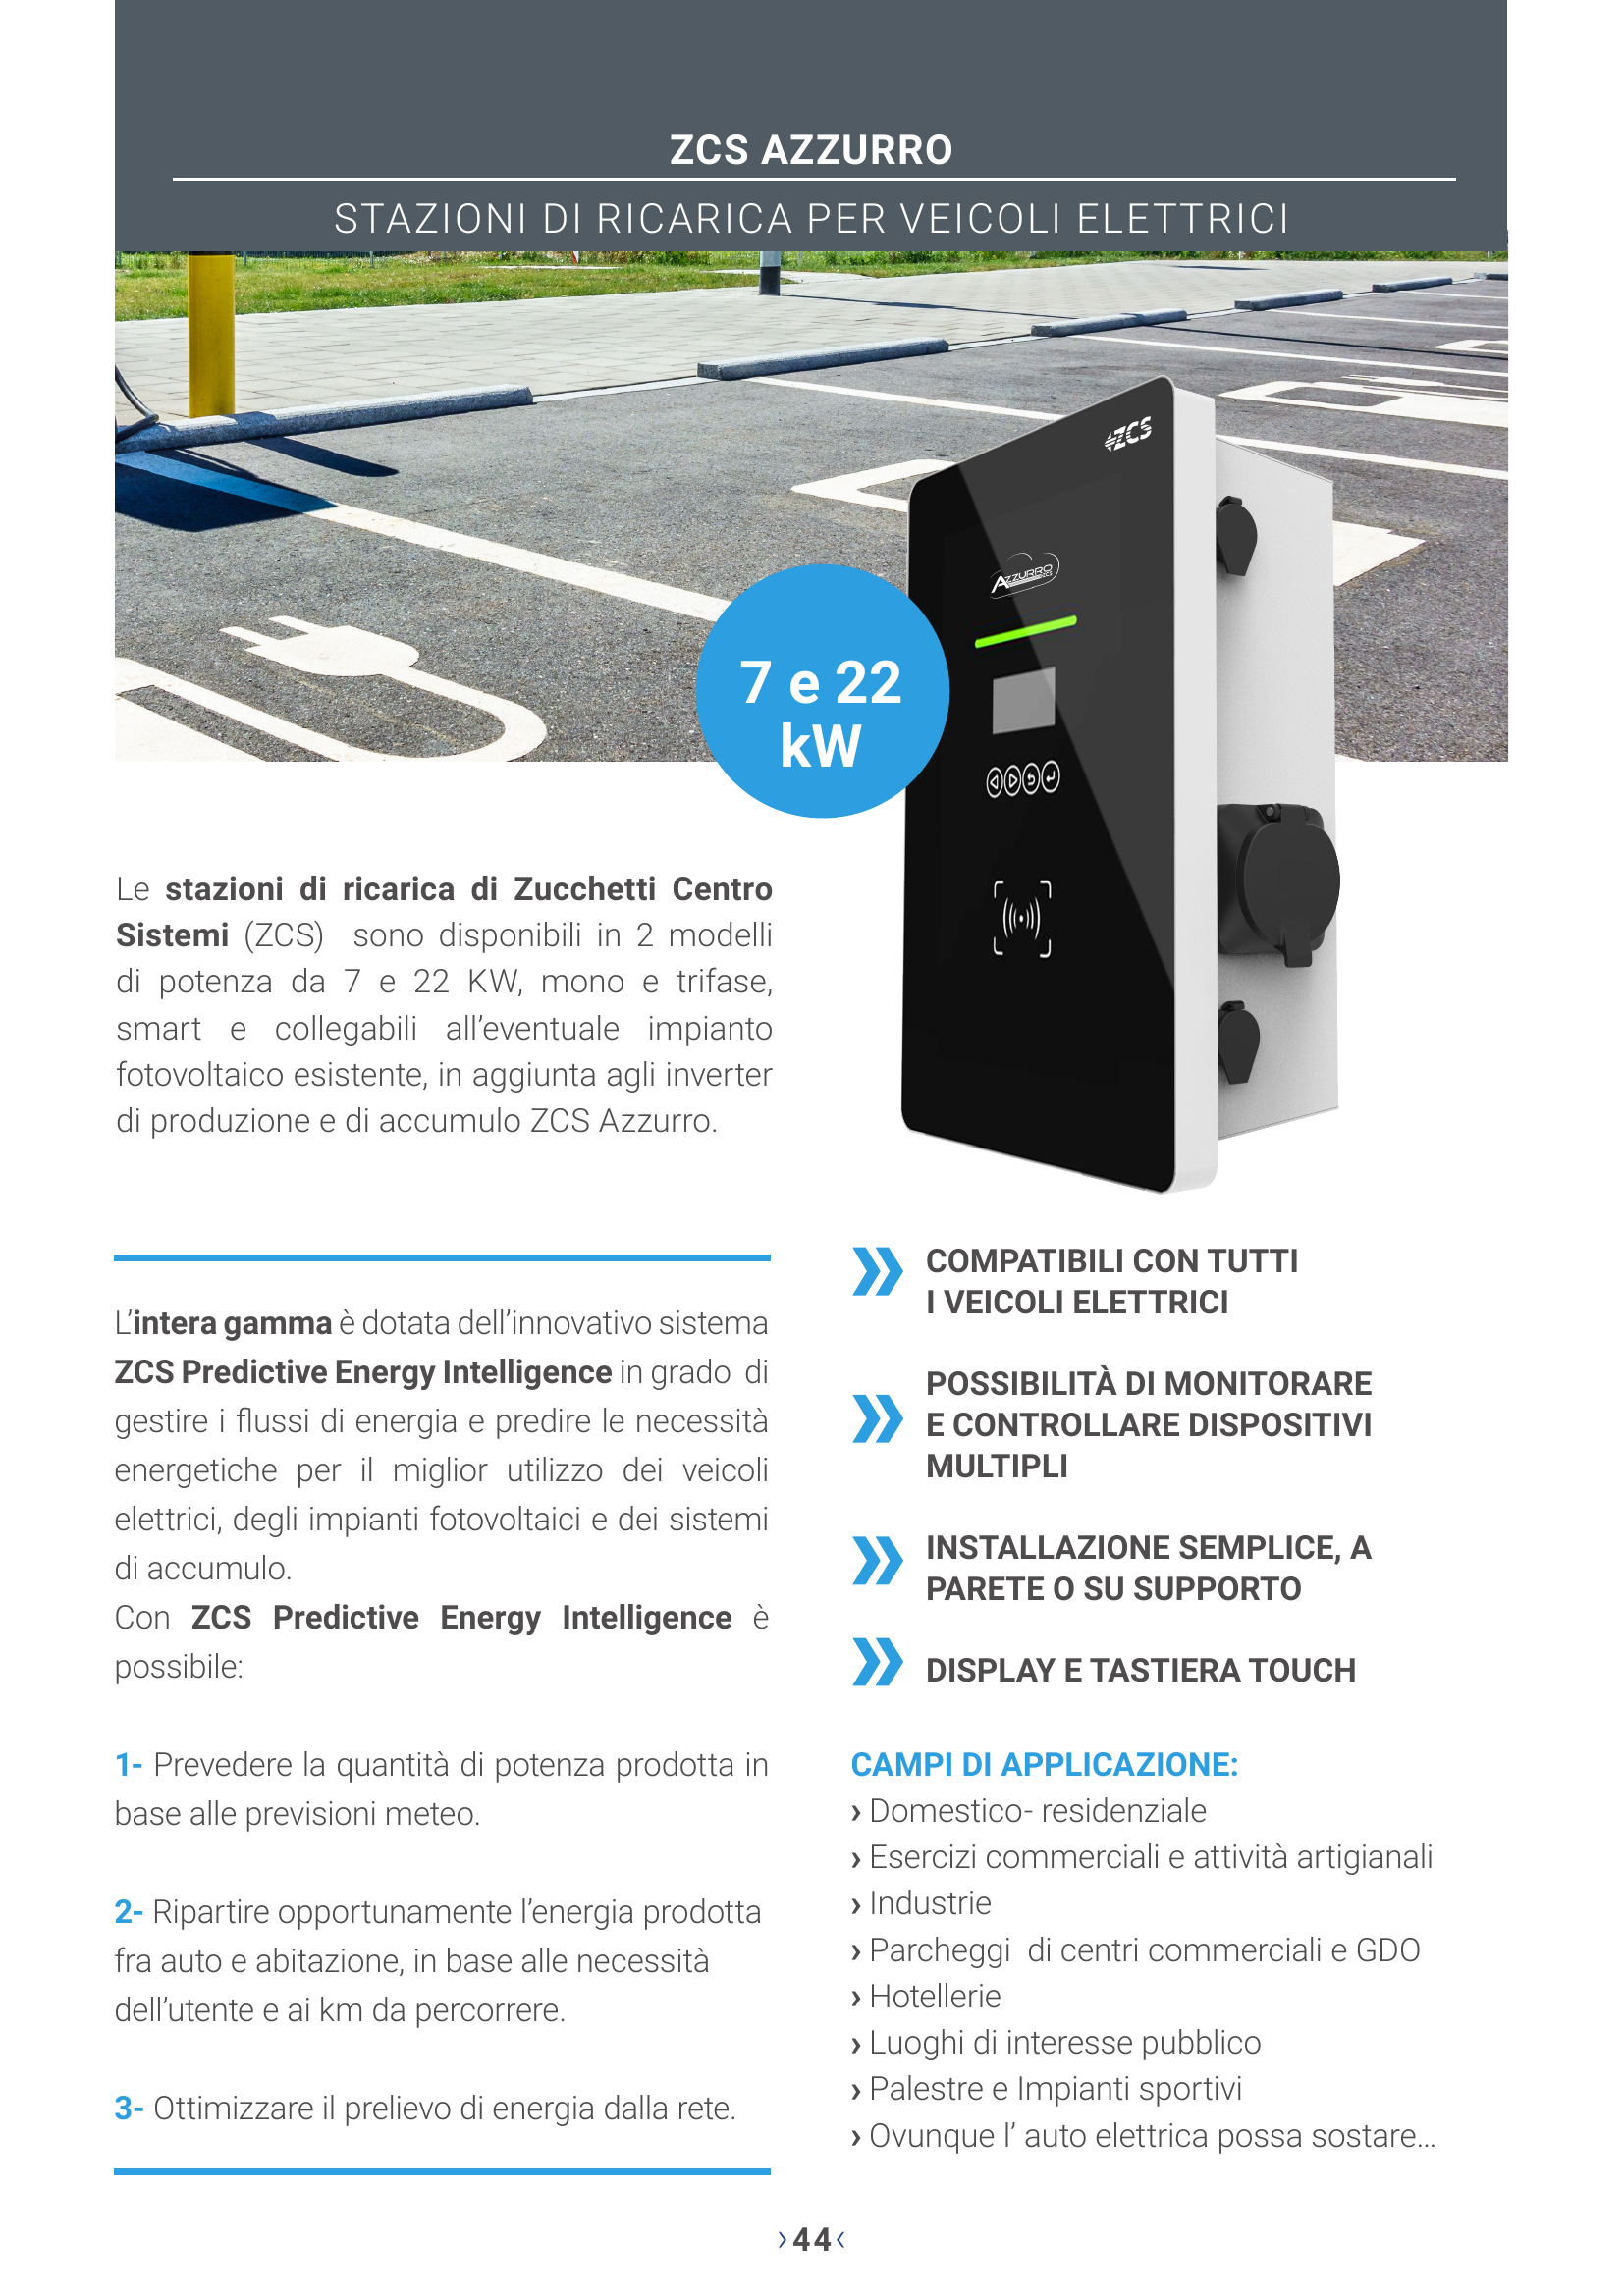 ZCS AZZURRO
STAZIONI DI RICARICA PER VEICOLI ELETTRICI
ZCS
AZZURRO
ZCS
7 e 22
kW
Le stazioni di ricarica di Zucchetti Centro
Sistemi (ZCS) sono disponibili in 2 modelli
di potenza da 7 e 22 KW, mono e trifase,
smart e collegabili all’eventuale impianto
fotovoltaico esistente, in aggiunta agli inverter
di produzione e di accumulo ZCS Azzurro.
L’intera gamma è dotata dell’innovativo sistema
ZCS Predictive Energy Intelligence in grado di
gestire i flussi di energia e predire le necessità
energetiche per il miglior utilizzo dei veicoli
elettrici, degli impianti fotovoltaici e dei sistemi
di accumulo.
Con ZCS Predictive Energy Intelligence è
possibile:
1- Prevedere la quantità di potenza prodotta in
base alle previsioni meteo.
2- Ripartire opportunamente l’energia prodotta
fra auto e abitazione, in base alle necessità
dell’utente e ai km da percorrere.
3- Ottimizzare il prelievo di energia dalla rete.
COMPATIBILI CON TUTTI
I VEICOLI ELETTRICI
POSSIBILITÀ DI MONITORARE
E CONTROLLARE DISPOSITIVI
MULTIPLI
INSTALLAZIONE SEMPLICE, A
PARETE O SU SUPPORTO
DISPLAY E TASTIERA TOUCH
CAMPI DI APPLICAZIONE:
› Domestico- residenziale
› Esercizi commerciali e attività artigianali
› Industrie
› Parcheggi di centri commerciali e GDO
› Hotellerie
› Luoghi di interesse pubblico
› Palestre e Impianti sportivi
› Ovunque l’ auto elettrica possa sostare...
›44‹